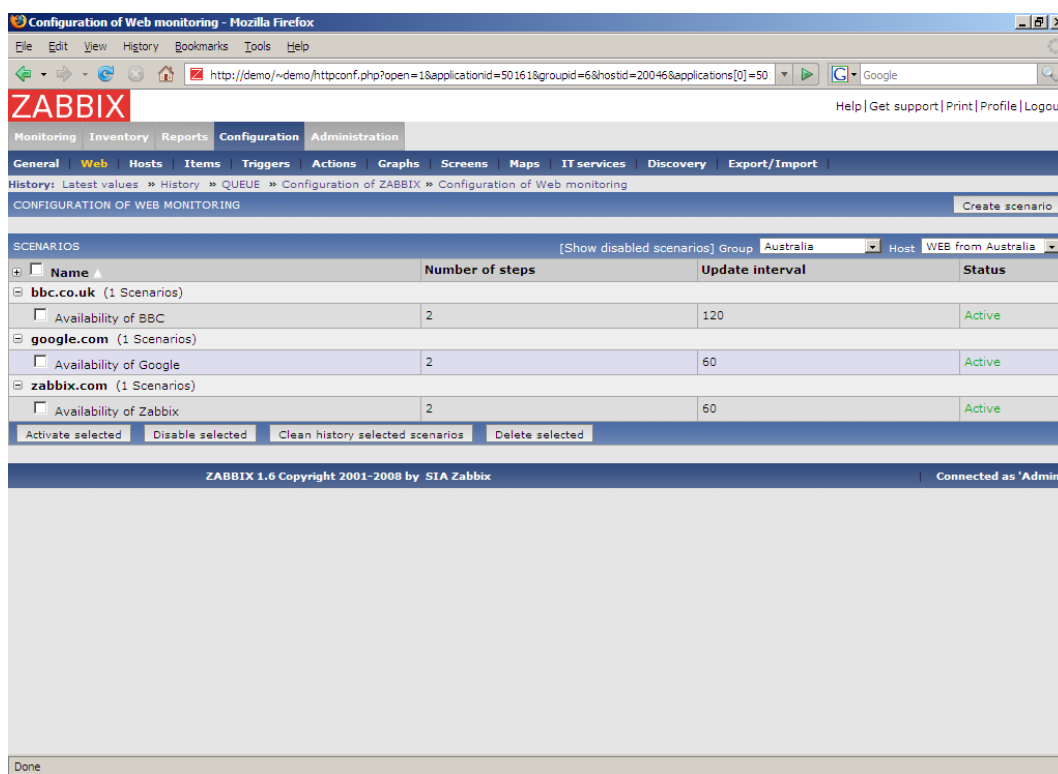 Configuration of Web monitoring - Mozilla Firefox
File Edit View History Bookmarks Tools Help
http://demo/~demo/httpconf.php?open=1&applicationid=50161&groupid=6&hostid=20046&applications[0]=50 Google
ZABBIX
Help|Get support|Print|Profile|Logou
Monitoring Inventory Reports Configuration Administration
General | Web | Hosts | Items | Triggers | Actions | Graphs | Screens | Maps | IT services | Discovery | Export/Import |
History: Latest values » History » QUEUE » Configuration of ZABBIX » Configuration of Web monitoring
CONFIGURATION OF WEB MONITORING Create scenario
SCENARIOS [Show disabled scenarios] Group Australia Host WEB from Australia
Name Number of steps Update interval Status
bbc.co.uk (1 Scenarios)
Availability of BBC 2 120 Active
google.com (1 Scenarios)
Availability of Google 2 60 Active
zabbix.com (1 Scenarios)
Availability of Zabbix 2 60 Active
Activate selected Disable selected Clean history selected scenarios Delete selected
ZABBIX 1.6 Copyright 2001-2008 by SIA Zabbix | Connected as 'Admin
Done